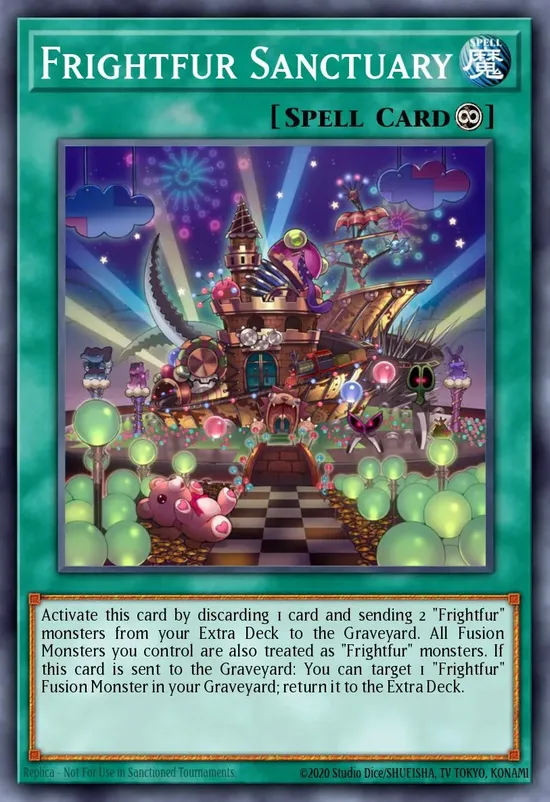 FRIGHTFUR SANCTUARY
SPELL
魔
[SPELL CARD]
Activate this card by discarding 1 card and sending 2 "Frightfur"
monsters from your Extra Deck to the Graveyard. All Fusion
Monsters you control are also treated as "Frightfur" monsters. If
this card is sent to the Graveyard: You can target 1 "Frightfur"
Fusion Monster in your Graveyard; return it to the Extra Deck.
Replica - Not For Use in Sanctioned Tournaments.
©2020 Studio Dice/SHUEISHA, TV TOKYO, KONAMI